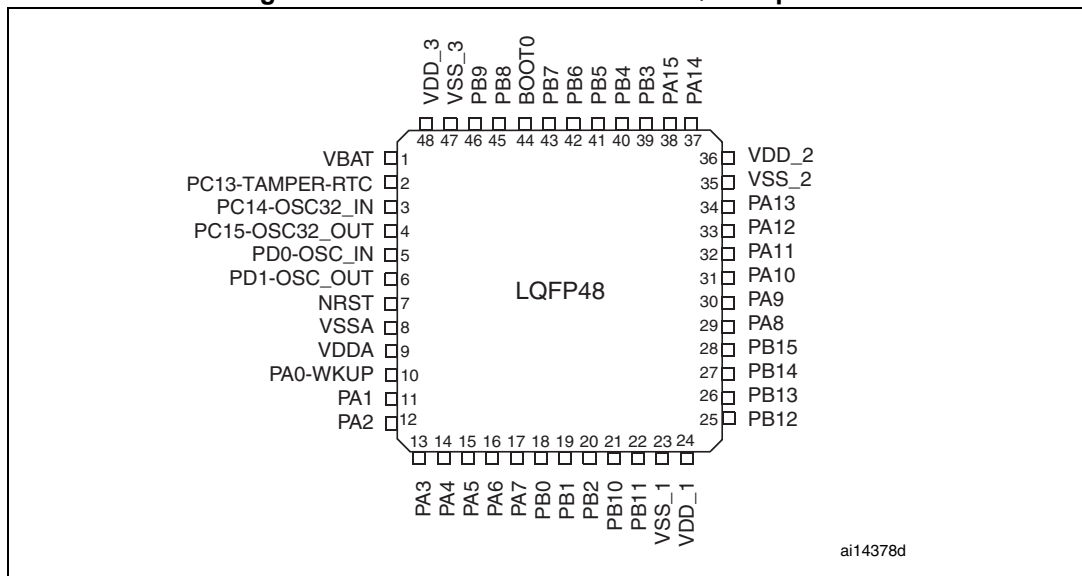 VDD_3
VSS_3
PB9
PB8
BOOT0
PB7
PB6
PB5
PB4
PB3
PA15
PA14
48 47 46 45 44 43 42 41 40 39 38 37
VBAT 1
PC13-TAMPER-RTC 2
PC14-OSC32_IN 3
PC15-OSC32_OUT 4
PD0-OSC_IN 5
PD1-OSC_OUT 6
NRST 7
VSSA 8
VDDA 9
PA0-WKUP 10
PA1 11
PA2 12
LQFP48
36 VDD_2
35 VSS_2
34 PA13
33 PA12
32 PA11
31 PA10
30 PA9
29 PA8
28 PB15
27 PB14
26 PB13
25 PB12
13 14 15 16 17 18 19 20 21 22 23 24
PA3
PA4
PA5
PA6
PA7
PB0
PB1
PB2
PB10
PB11
VSS_1
VDD_1
ai14378d